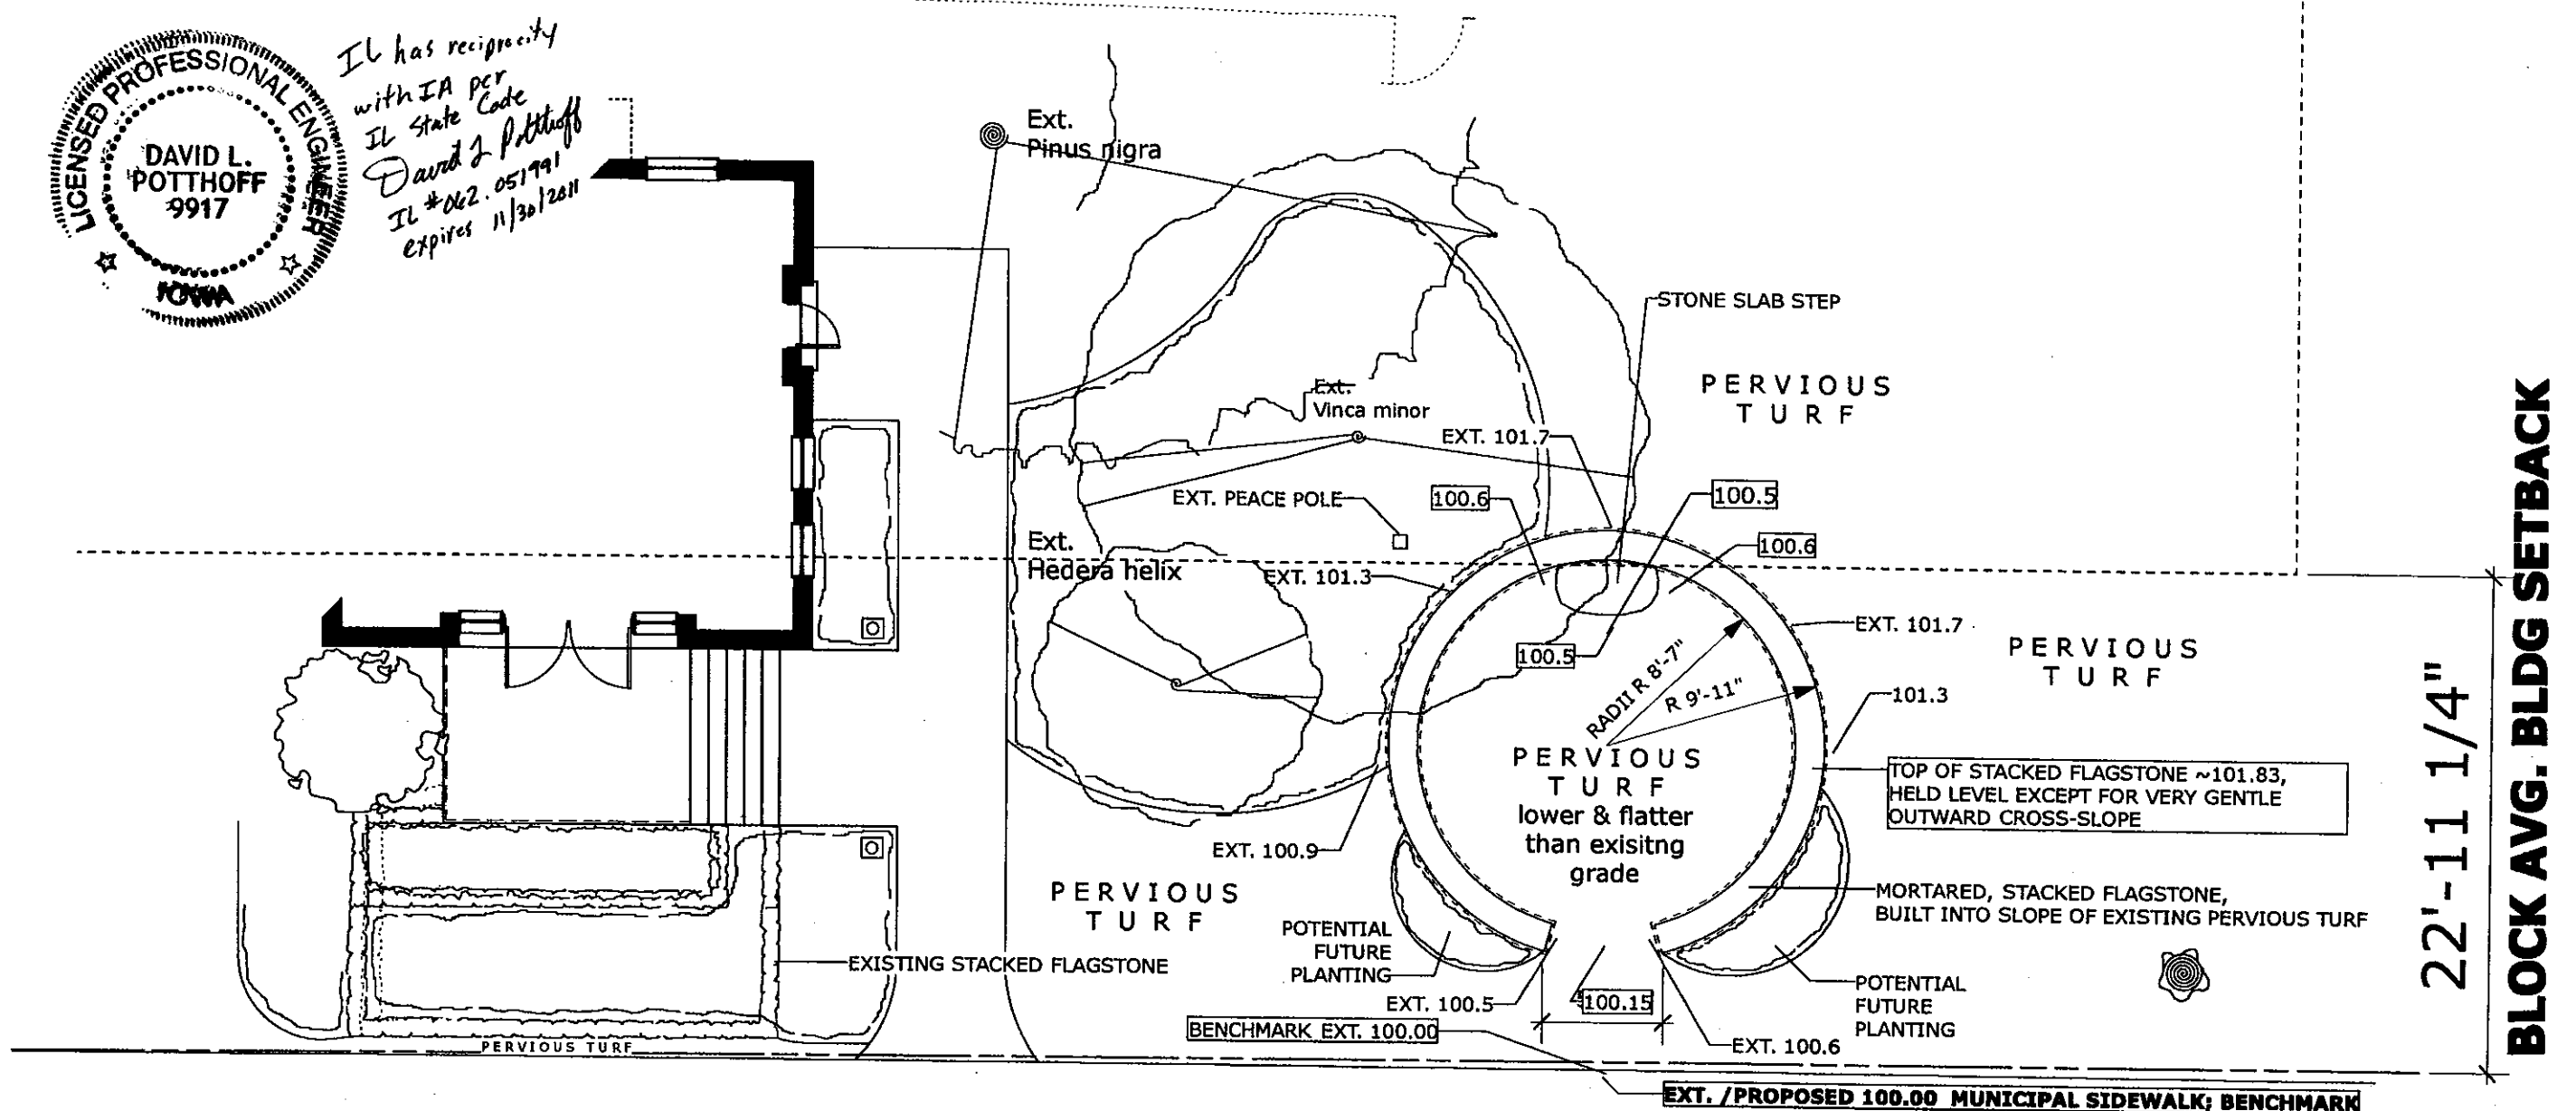 LICENSED PROFESSIONAL ENGINEER
DAVID L.
POTTHOFF
9917
IOWA
IL has reciprocity
with IA per
IL State Code
David L Potthoff
IL #062.051991
expires 11/30/2011
Ext.
Pinus nigra
STONE SLAB STEP
PERVIOUS
TURF
Ext.
Vinca minor
EXT. 101.7
EXT. PEACE POLE
100.6
100.5
100.6
Ext.
Hedera helix
EXT. 101.3
EXT. 101.7
100.5
PERVIOUS
TURF
RADII R 8'-7"
R 9'-11"
101.3
PERVIOUS
TURF
lower & flatter
than exisitng
grade
TOP OF STACKED FLAGSTONE ~101.83,
HELD LEVEL EXCEPT FOR VERY GENTLE
OUTWARD CROSS-SLOPE
EXT. 100.9
PERVIOUS
TURF
MORTARED, STACKED FLAGSTONE,
BUILT INTO SLOPE OF EXISTING PERVIOUS TURF
POTENTIAL
FUTURE
PLANTING
EXISTING STACKED FLAGSTONE
POTENTIAL
FUTURE
PLANTING
EXT. 100.5
100.15
BENCHMARK EXT. 100.00
EXT. 100.6
PERVIOUS TURF
EXT. /PROPOSED 100.00 MUNICIPAL SIDEWALK; BENCHMARK
22'-11 1/4"
BLOCK AVG. BLDG SETBACK